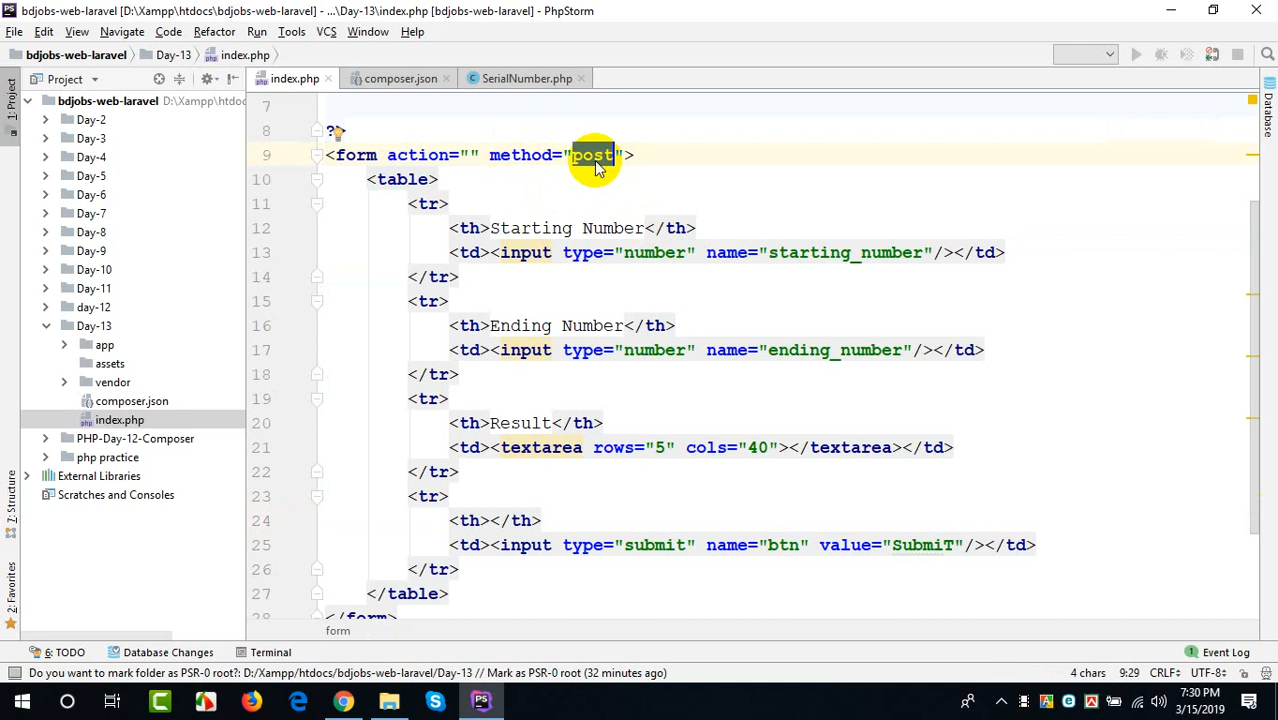 bdjobs-web-laravel [D:\Xampp\htdocs\bdjobs-web-laravel] - ...\Day-13\index.php [bdjobs-web-laravel] - PhpStorm
File Edit View Navigate Code Refactor Run Tools VCS Window Help
bdjobs-web-laravel Day-13 index.php
Project
index.php composer.json SerialNumber.php
1: Project
Database
bdjobs-web-laravel D:\Xampp\htdoc
Day-2
Day-3
Day-4
Day-5
Day-6
Day-7
Day-8
Day-9
Day-10
Day-11
day-12
Day-13
app
assets
vendor
composer.json
index.php
PHP-Day-12-Composer
php practice
External Libraries
Scratches and Consoles
7: Structure
2: Favorites
7
8 ?>
9 <form action="" method="post">
10 <table>
11 <tr>
12 <th>Starting Number</th>
13 <td><input type="number" name="starting_number"/></td>
14 </tr>
15 <tr>
16 <th>Ending Number</th>
17 <td><input type="number" name="ending_number"/></td>
18 </tr>
19 <tr>
20 <th>Result</th>
21 <td><textarea rows="5" cols="40"></textarea></td>
22 </tr>
23 <tr>
24 <th></th>
25 <td><input type="submit" name="btn" value="SubmiT"/></td>
26 </tr>
27 </table>
28 </form>
form
6: TODO Database Changes Terminal Event Log
Do you want to mark folder as PSR-0 root?: D:/Xampp/htdocs/bdjobs-web-laravel/Day-13 // Mark as PSR-0 root (32 minutes ago) 4 chars 9:29 CRLF UTF-8
7:30 PM
3/15/2019